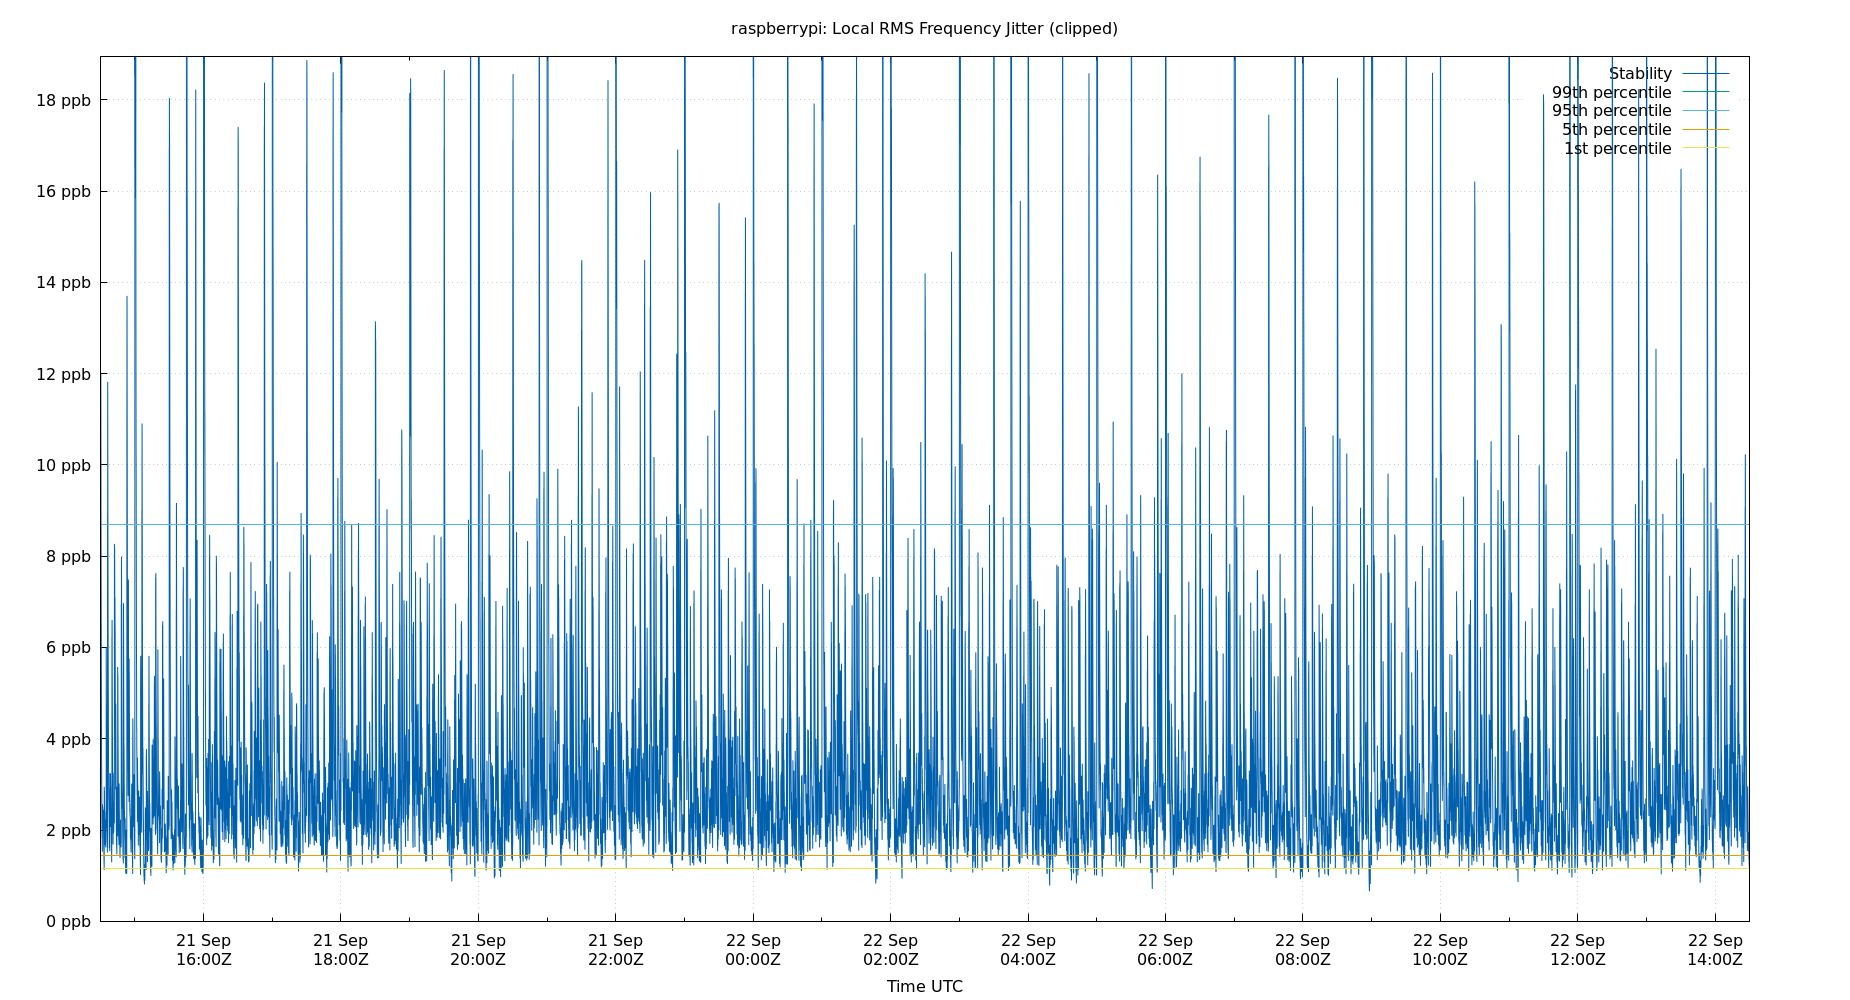 raspberrypi: Local RMS Frequency Jitter (clipped)
Stability
99th percentile
95th percentile
5th percentile
1st percentile
18 ppb
16 ppb
14 ppb
12 ppb
10 ppb
8 ppb
6 ppb
4 ppb
2 ppb
0 ppb
21 Sep 21 Sep 21 Sep 21 Sep 22 Sep 22 Sep 22 Sep 22 Sep 22 Sep 22 Sep 22 Sep 22 Sep
16:00Z 18:00Z 20:00Z 22:00Z 00:00Z 02:00Z 04:00Z 06:00Z 08:00Z 10:00Z 12:00Z 14:00Z
Time UTC